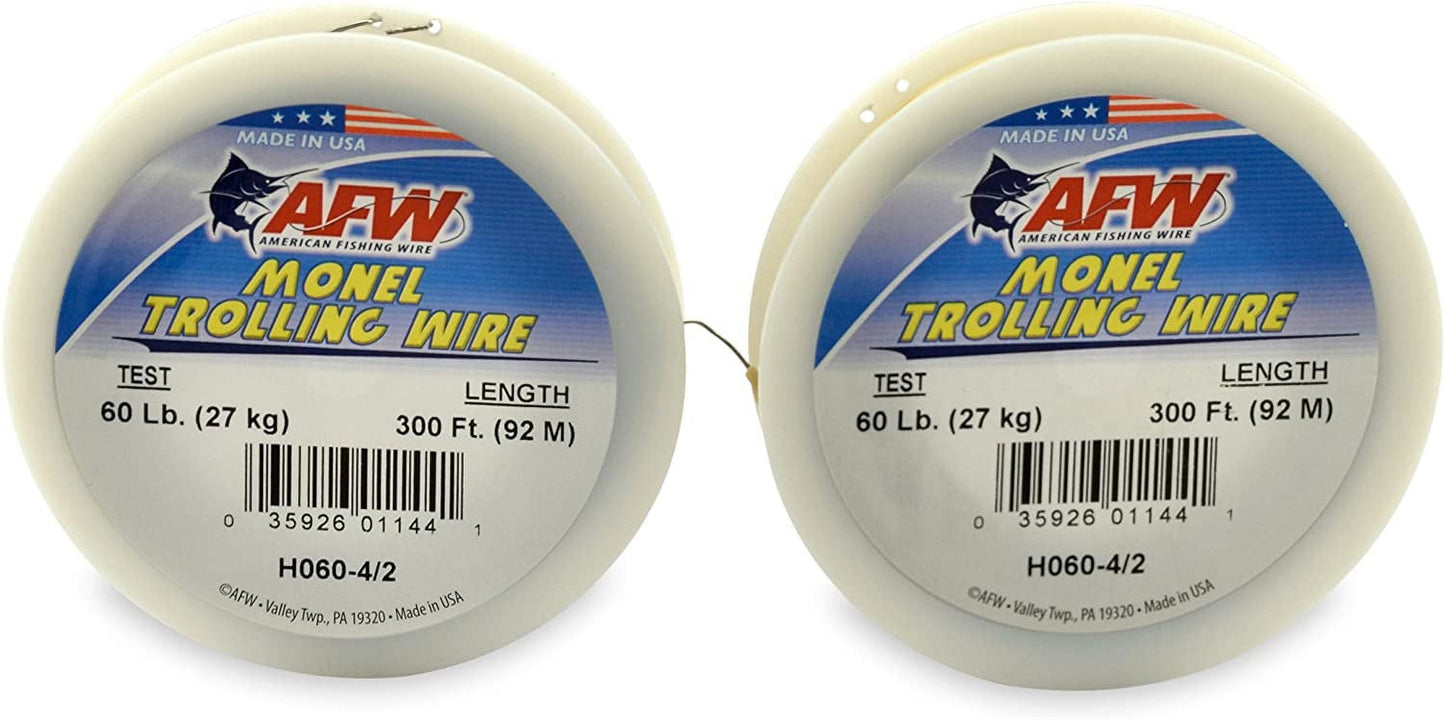 MADE IN USA
AFW
AMERICAN FISHING WIRE
MONEL
TROLLING WIRE
TEST LENGTH
60 Lb. (27 kg) 300 Ft. (92 M)
0 35926 01144 1
H060-4/2
©AFW • Valley Twp., PA 19320 • Made in USA
MADE IN USA
AFW
AMERICAN FISHING WIRE
MONEL
TROLLING WIRE
TEST LENGTH
60 Lb. (27 kg) 300 Ft. (92 M)
0 35926 01144 1
H060-4/2
©AFW • Valley Twp., PA 19320 • Made in USA